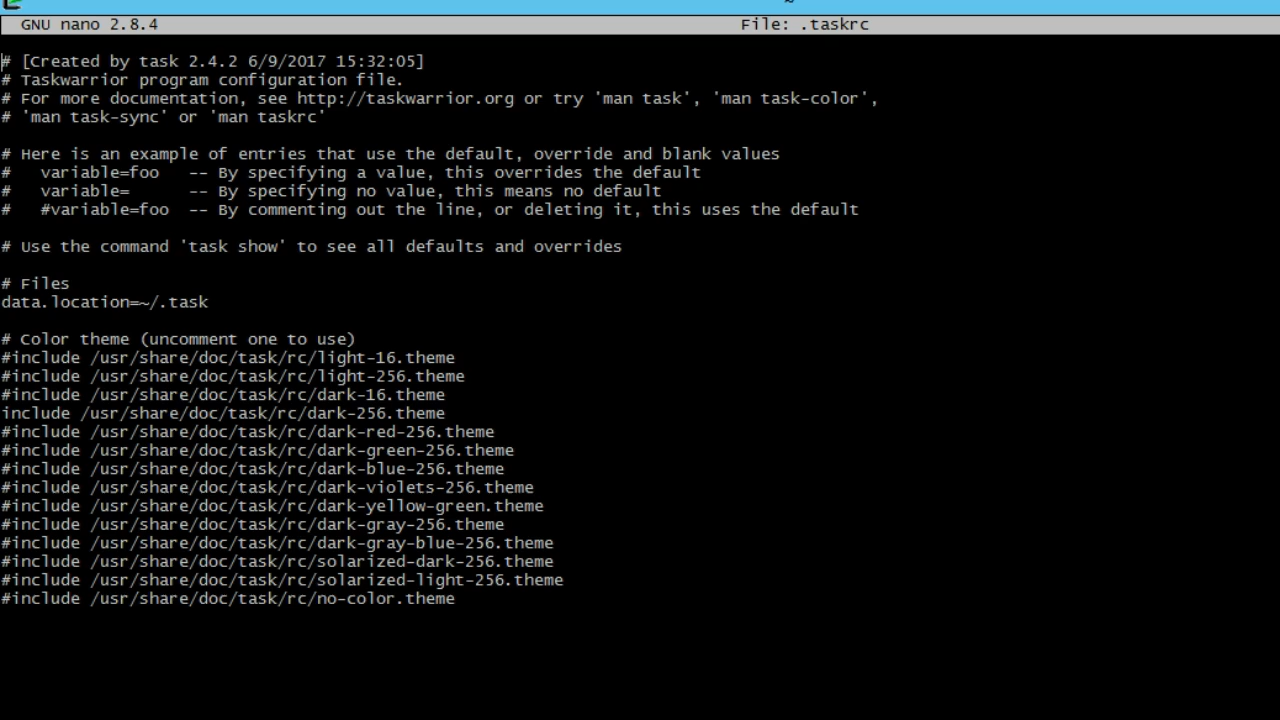 ~
GNU nano 2.8.4 File: .taskrc
# [Created by task 2.4.2 6/9/2017 15:32:05]
# Taskwarrior program configuration file.
# For more documentation, see http://taskwarrior.org or try 'man task', 'man task-color',
# 'man task-sync' or 'man taskrc'
# Here is an example of entries that use the default, override and blank values
#   variable=foo   -- By specifying a value, this overrides the default
#   variable=      -- By specifying no value, this means no default
#   #variable=foo  -- By commenting out the line, or deleting it, this uses the default
# Use the command 'task show' to see all defaults and overrides
# Files
data.location=~/.task
# Color theme (uncomment one to use)
#include /usr/share/doc/task/rc/light-16.theme
#include /usr/share/doc/task/rc/light-256.theme
#include /usr/share/doc/task/rc/dark-16.theme
include /usr/share/doc/task/rc/dark-256.theme
#include /usr/share/doc/task/rc/dark-red-256.theme
#include /usr/share/doc/task/rc/dark-green-256.theme
#include /usr/share/doc/task/rc/dark-blue-256.theme
#include /usr/share/doc/task/rc/dark-violets-256.theme
#include /usr/share/doc/task/rc/dark-yellow-green.theme
#include /usr/share/doc/task/rc/dark-gray-256.theme
#include /usr/share/doc/task/rc/dark-gray-blue-256.theme
#include /usr/share/doc/task/rc/solarized-dark-256.theme
#include /usr/share/doc/task/rc/solarized-light-256.theme
#include /usr/share/doc/task/rc/no-color.theme